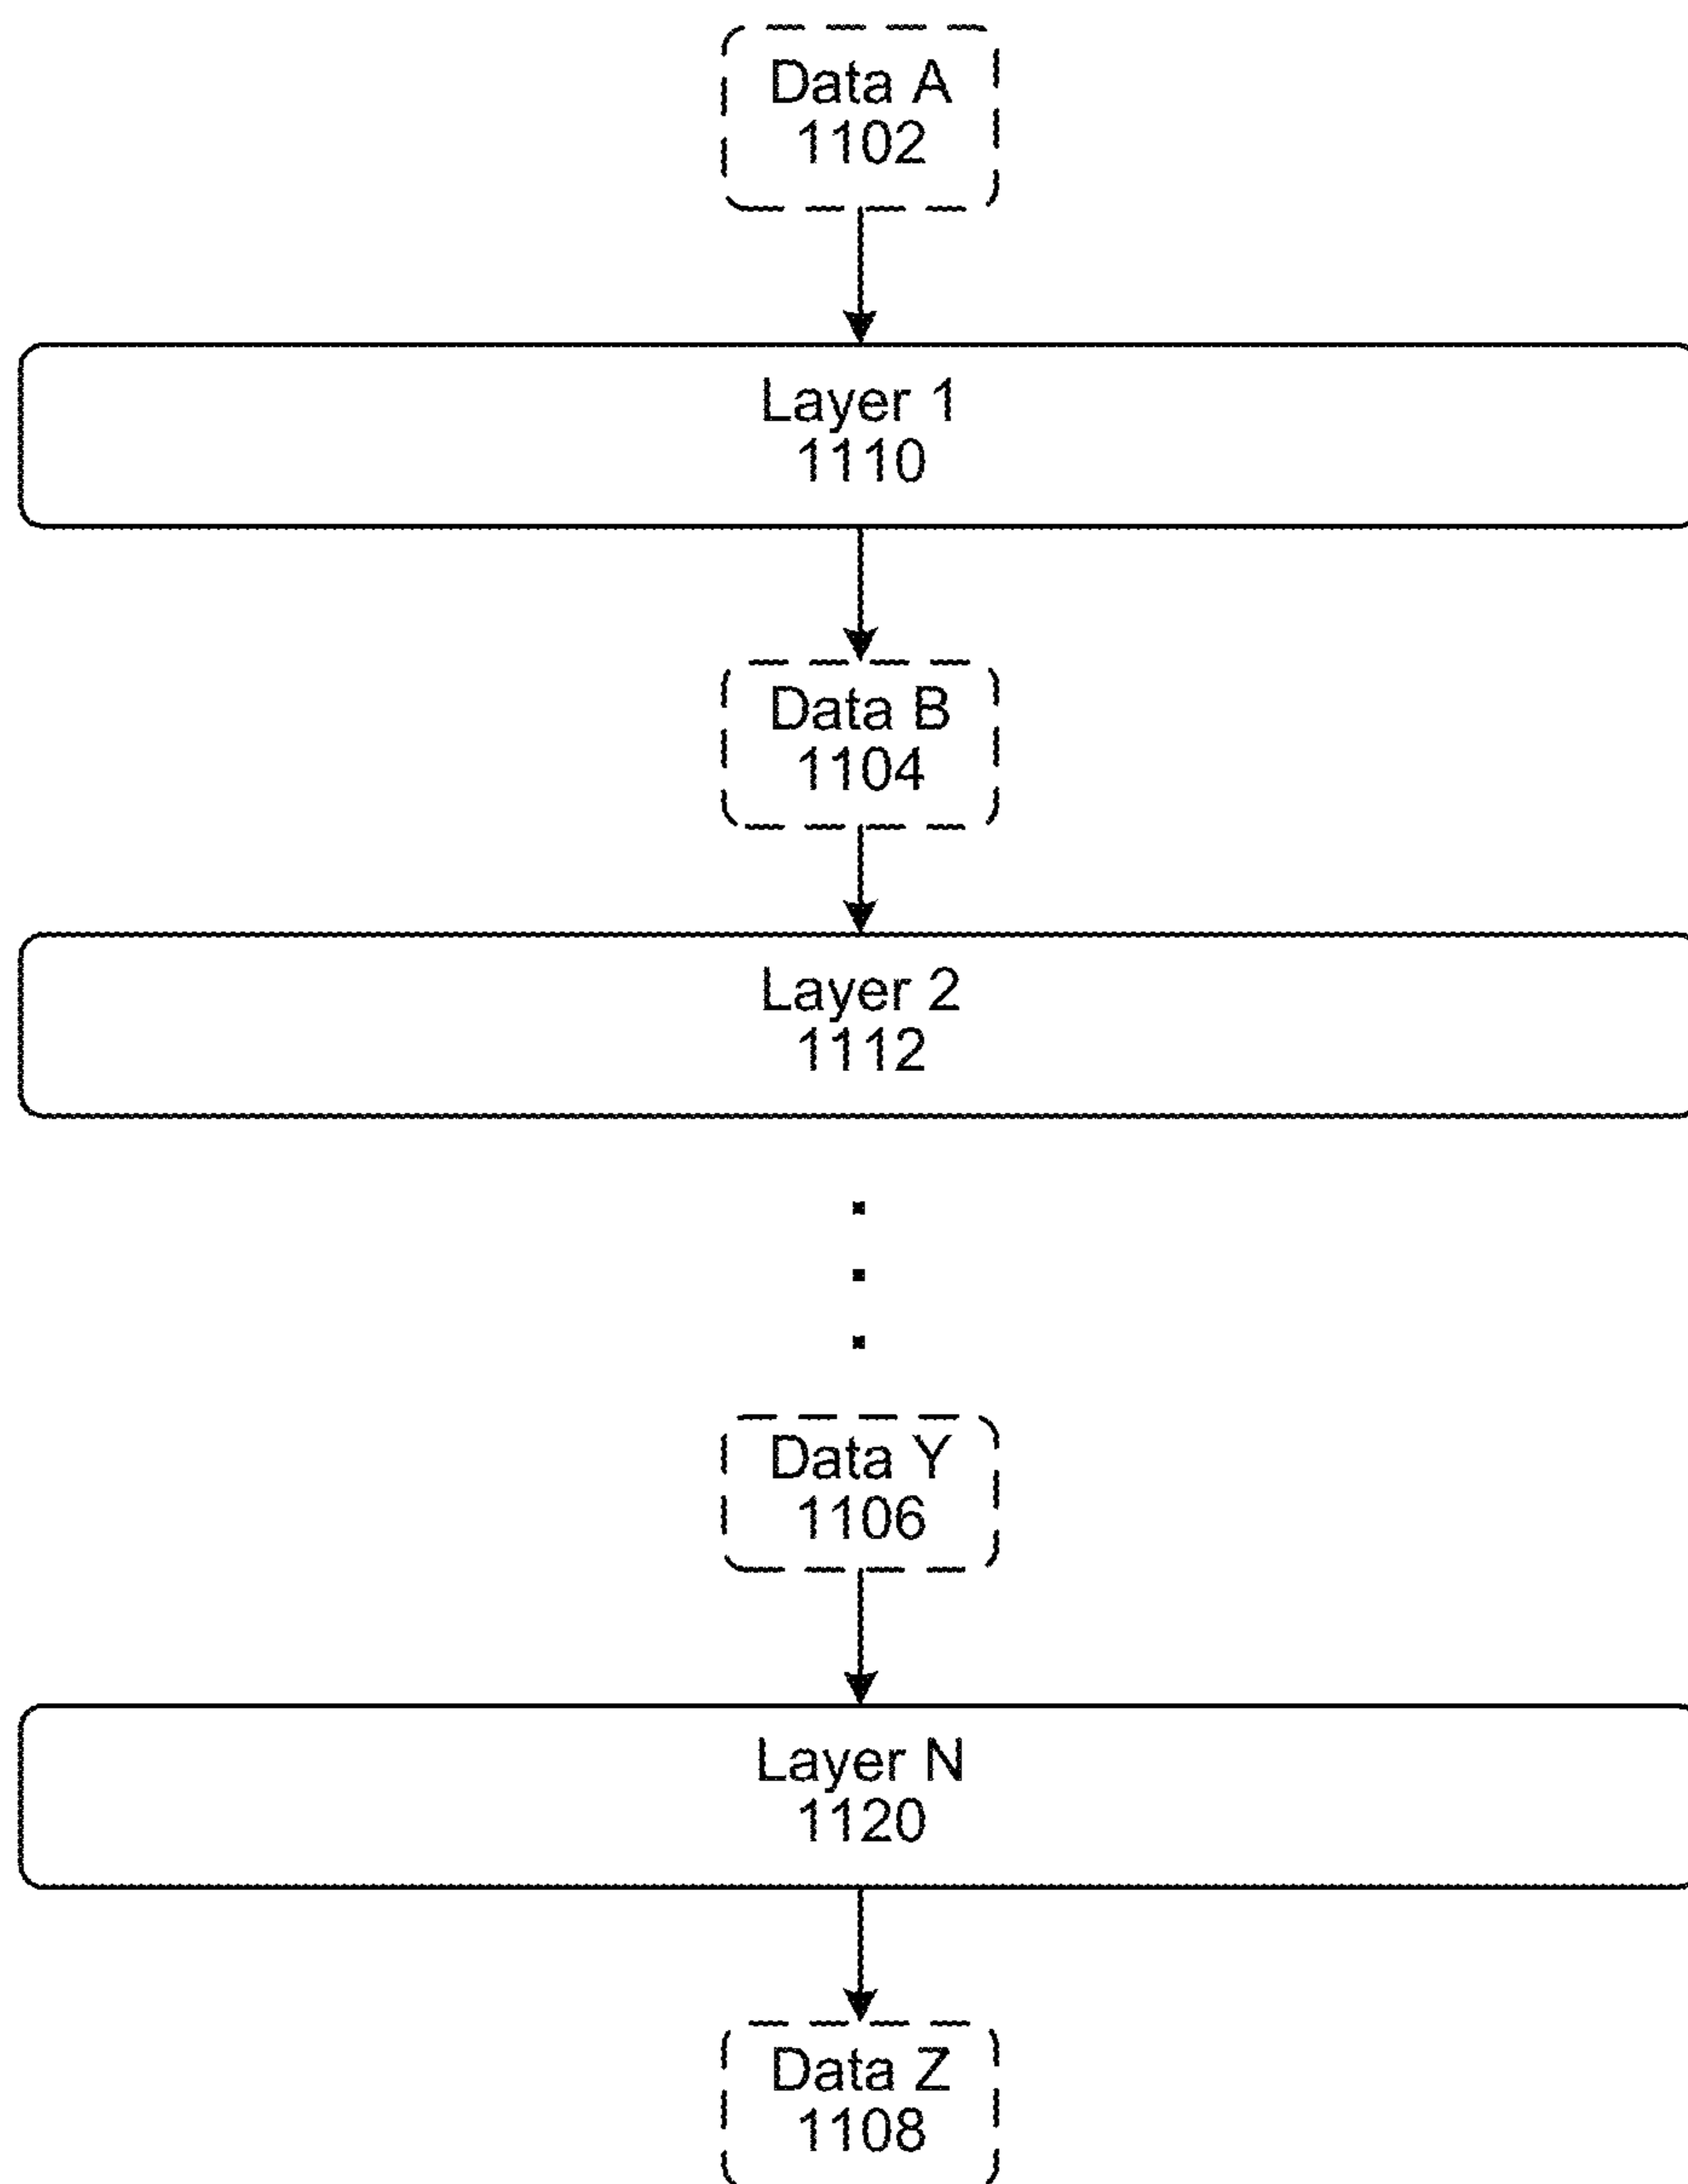 Data A
1102
Layer 1
1110
Data B
1104
Layer 2
1112
Data Y
1106
Layer N
1120
Data Z
1108